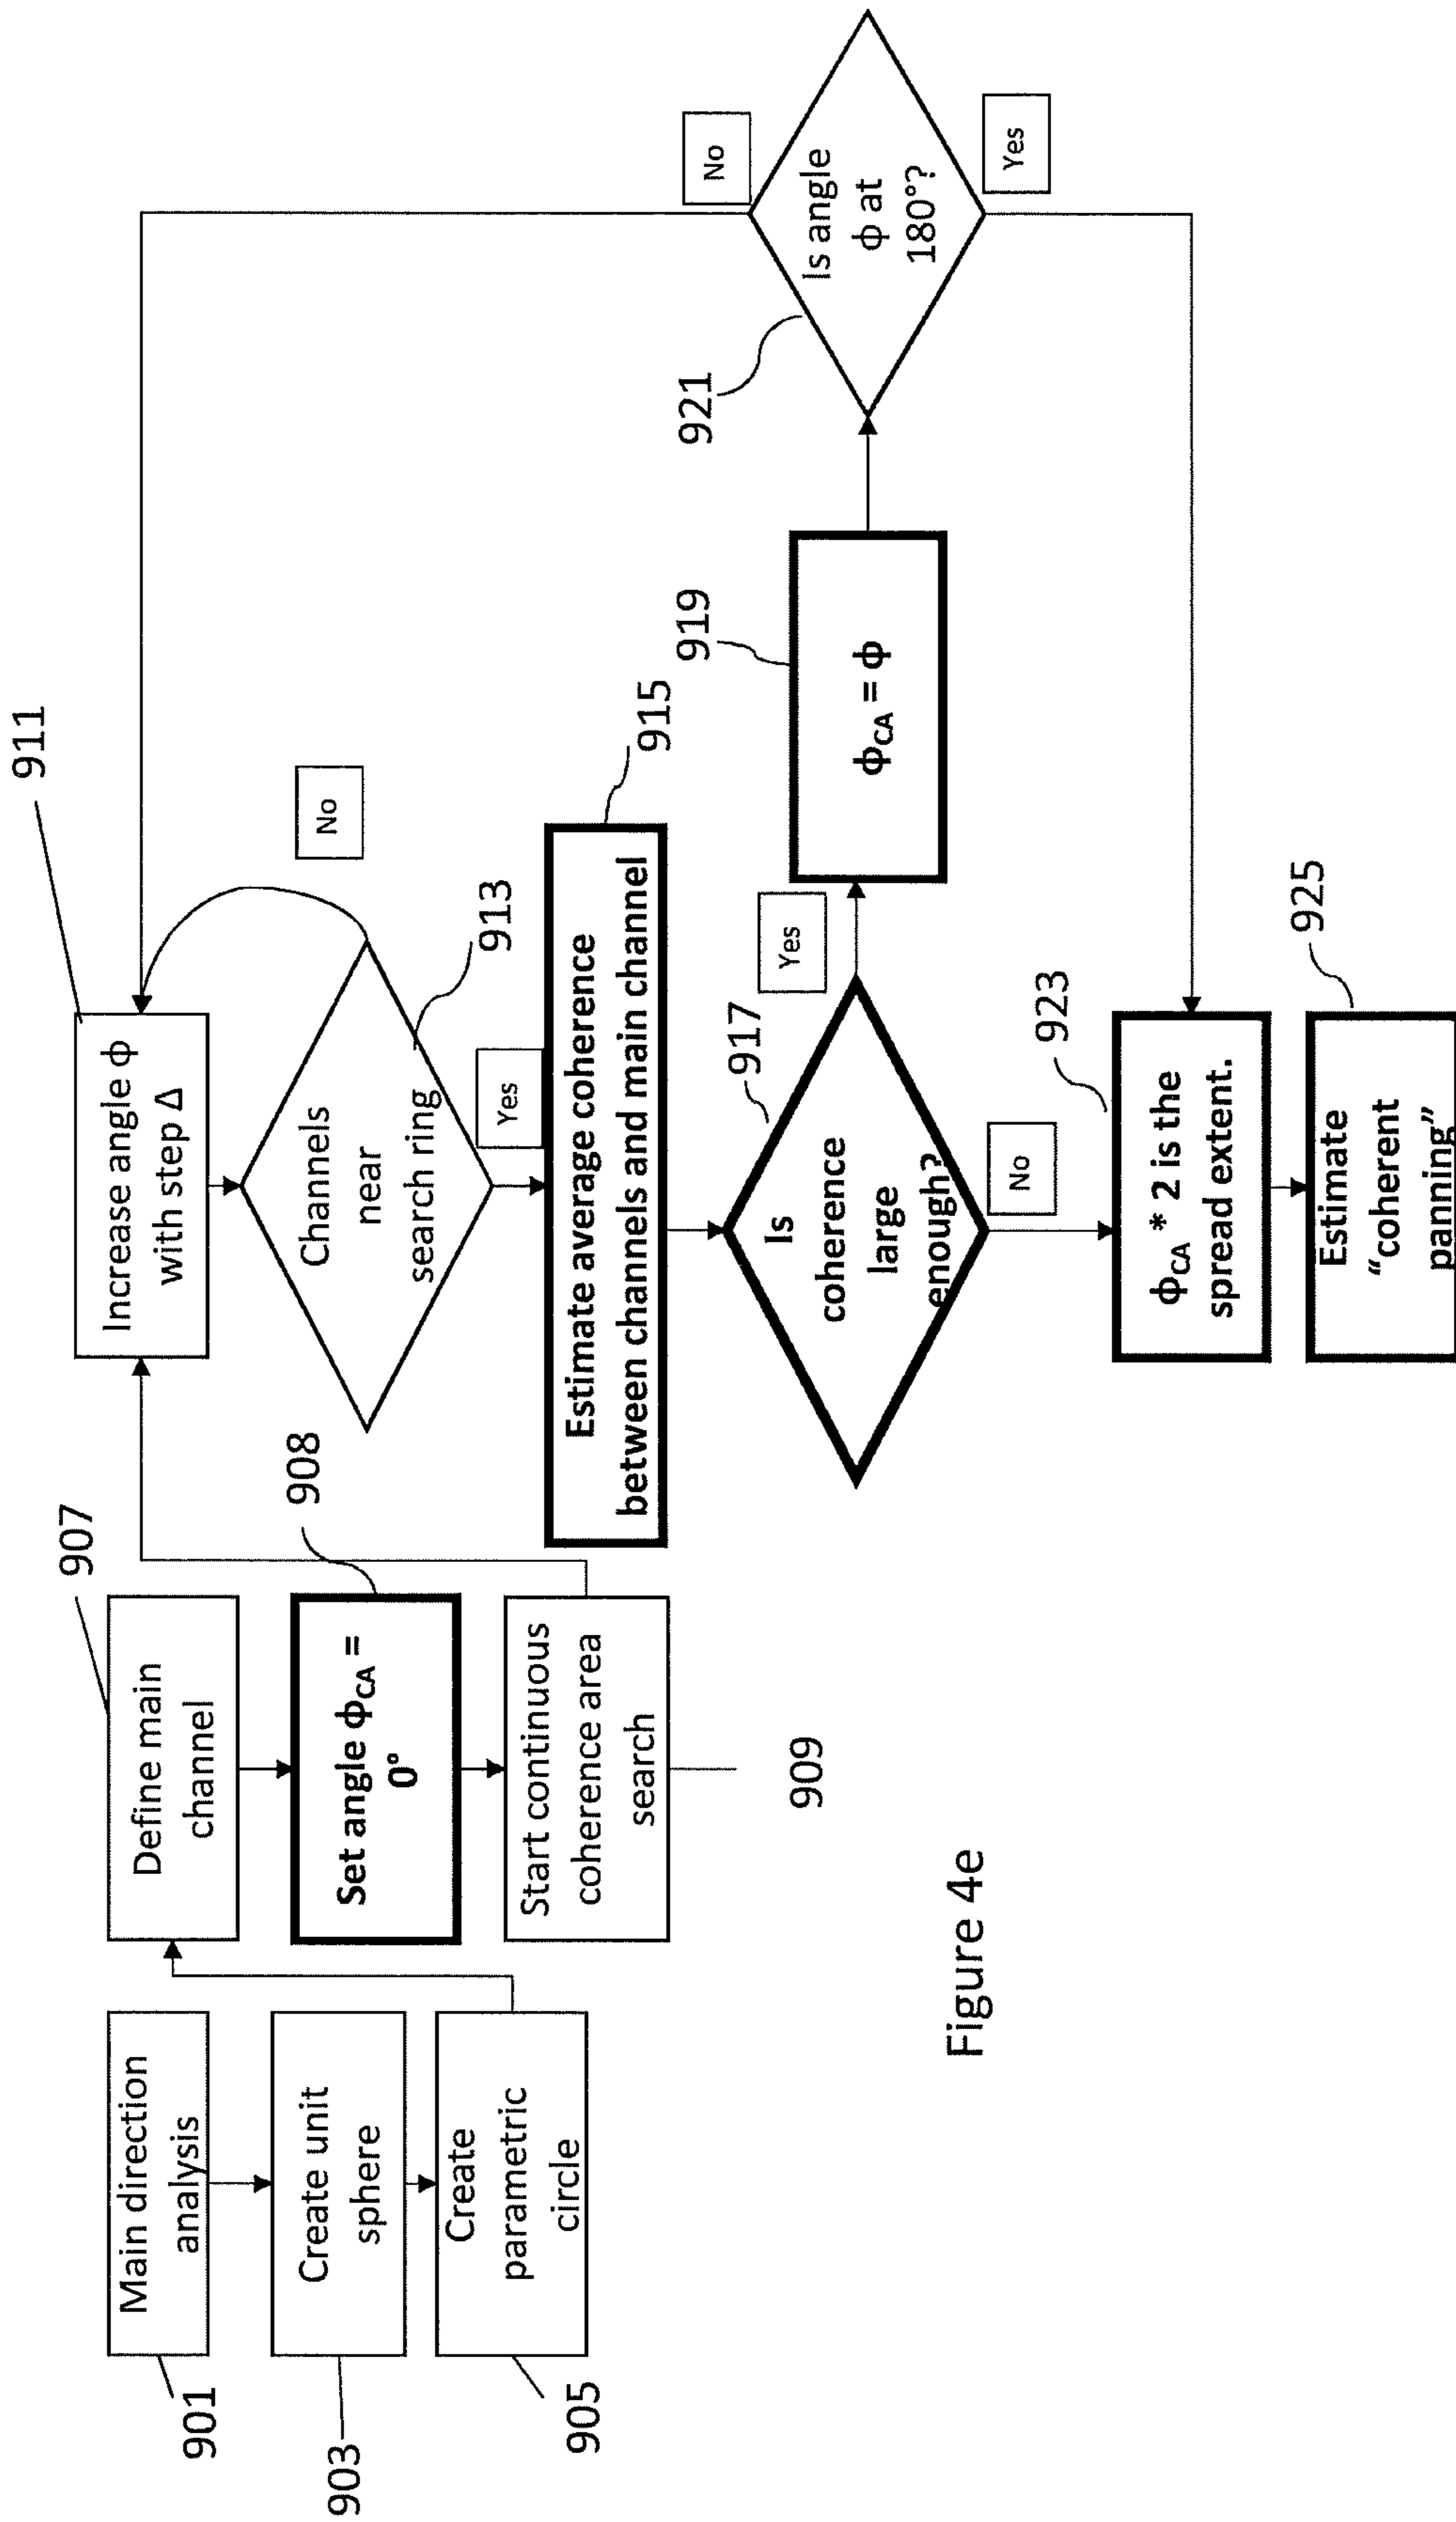 901
Main direction
analysis
903
Create unit
sphere
905
Create
parametric
circle
907
Define main
channel
908
Set angle ϕCA =
0°
Start continuous
coherence area
search
909
911
Increase angle ϕ
with step Δ
Channels
near
search ring
913
No
Yes
Estimate average coherence
between channels and main channel
915
917
Is
coherence
large
enough?
Yes
No
919
ϕCA = ϕ
921
Is angle
ϕ at
180°?
No
Yes
923
ϕCA * 2 is the
spread extent.
925
Estimate
“coherent
panning”
Figure 4e